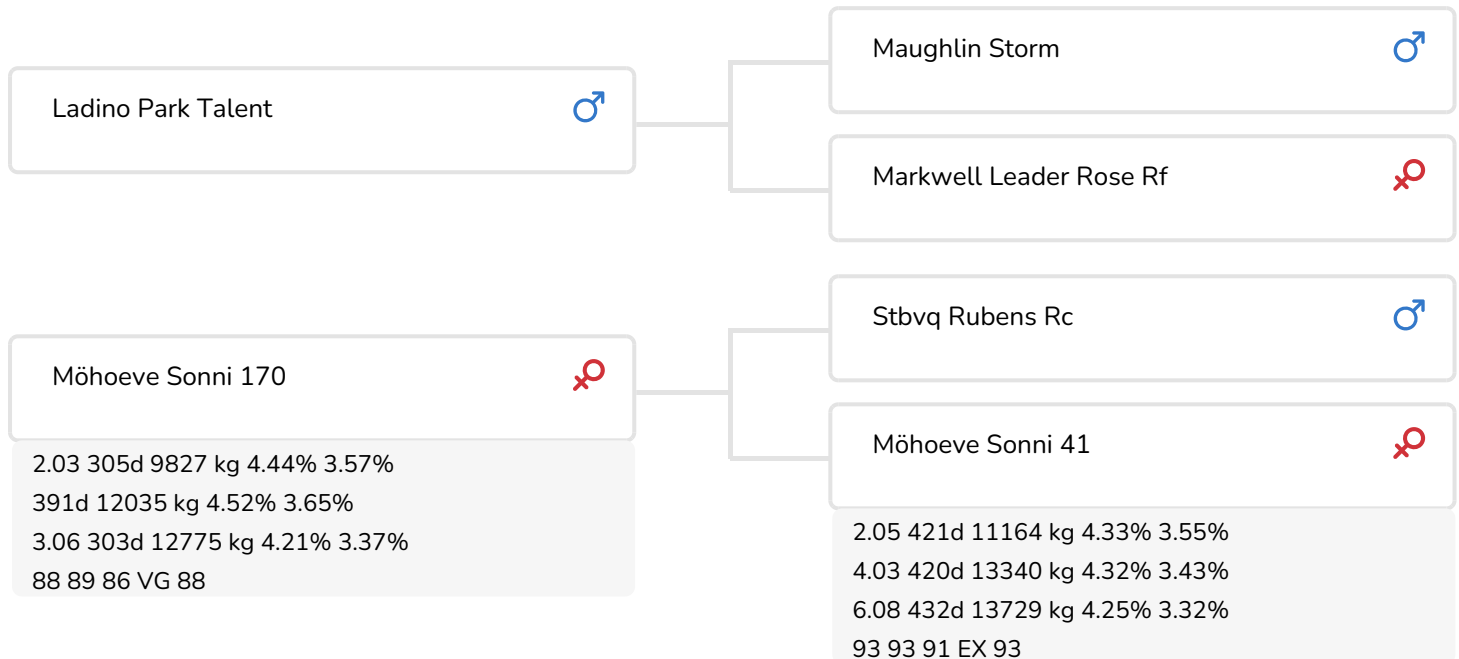 Ladino Park Talent
Maughlin Storm
Markwell Leader Rose Rf
Möhoeve Sonni 170
2.03 305d 9827 kg 4.44% 3.57%
391d 12035 kg 4.52% 3.65%
3.06 303d 12775 kg 4.21% 3.37%
88 89 86 VG 88
Stbvq Rubens Rc
Möhoeve Sonni 41
2.05 421d 11164 kg 4.33% 3.55%
4.03 420d 13340 kg 4.32% 3.43%
6.08 432d 13729 kg 4.25% 3.32%
93 93 91 EX 93